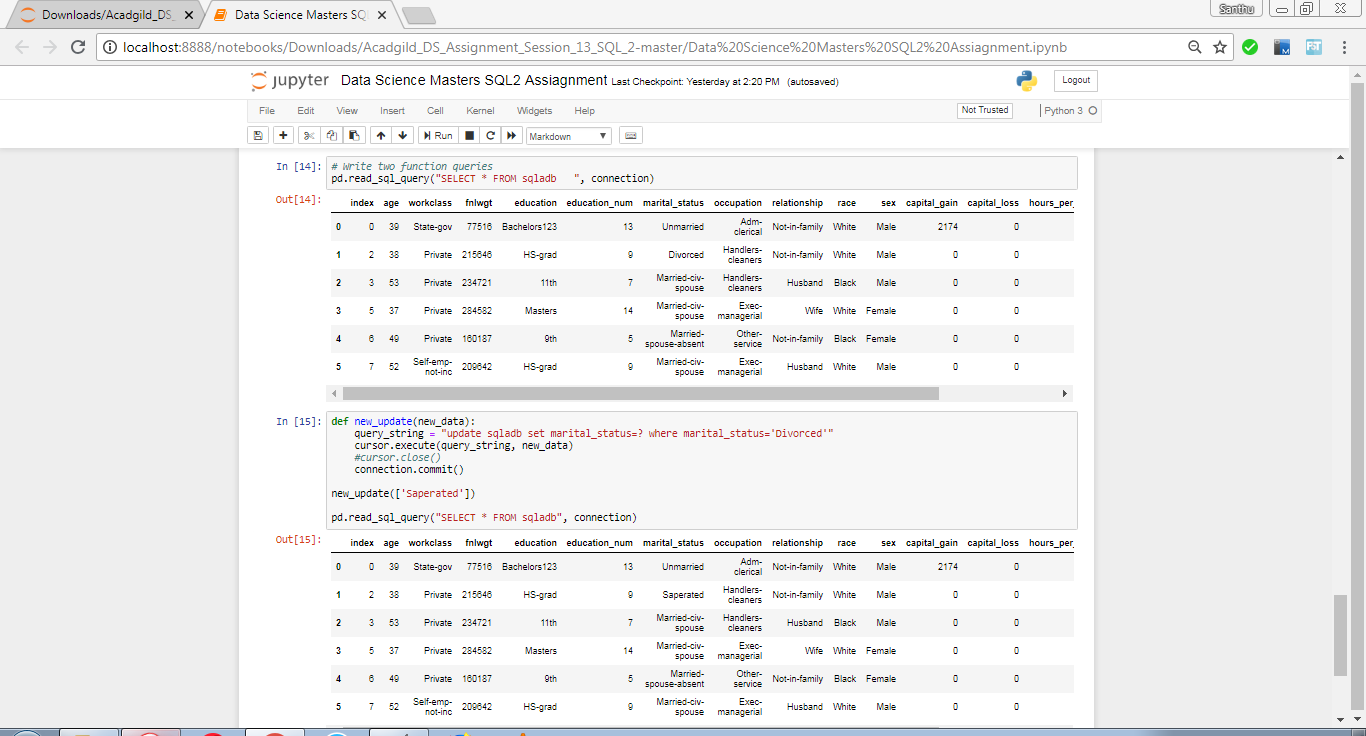 Downloads/Acadgild_DS_
Data Science Masters SQL
Santhu
localhost:8888/notebooks/Downloads/Acadgild_DS_Assignment_Session_13_SQL_2-master/Data%20Science%20Masters%20SQL2%20Assiagnment.ipynb
jupyter Data Science Masters SQL2 Assiagnment Last Checkpoint: Yesterday at 2:20 PM (autosaved)
Logout
File Edit View Insert Cell Kernel Widgets Help
Not Trusted
Python 3
Run
Markdown
In [14]:
# Write two function queries
pd.read_sql_query("SELECT * FROM sqladb   ", connection)
Out[14]:
index age workclass fnlwgt education education_num marital_status occupation relationship race sex capital_gain capital_loss hours_per_
0 0 39 State-gov 77516 Bachelors123 13 Unmarried Adm-clerical Not-in-family White Male 2174 0
1 2 38 Private 215646 HS-grad 9 Divorced Handlers-cleaners Not-in-family White Male 0 0
2 3 53 Private 234721 11th 7 Married-civ-spouse Handlers-cleaners Husband Black Male 0 0
3 5 37 Private 284582 Masters 14 Married-civ-spouse Exec-managerial Wife White Female 0 0
4 6 49 Private 160187 9th 5 Married-spouse-absent Other-service Not-in-family Black Female 0 0
5 7 52 Self-emp-not-inc 209642 HS-grad 9 Married-civ-spouse Exec-managerial Husband White Male 0 0
In [15]:
def new_update(new_data):
    query_string = "update sqladb set marital_status=? where marital_status='Divorced'"
    cursor.execute(query_string, new_data)
    #cursor.close()
    connection.commit()
new_update(['Saperated'])
pd.read_sql_query("SELECT * FROM sqladb", connection)
Out[15]:
index age workclass fnlwgt education education_num marital_status occupation relationship race sex capital_gain capital_loss hours_per_
0 0 39 State-gov 77516 Bachelors123 13 Unmarried Adm-clerical Not-in-family White Male 2174 0
1 2 38 Private 215646 HS-grad 9 Saperated Handlers-cleaners Not-in-family White Male 0 0
2 3 53 Private 234721 11th 7 Married-civ-spouse Handlers-cleaners Husband Black Male 0 0
3 5 37 Private 284582 Masters 14 Married-civ-spouse Exec-managerial Wife White Female 0 0
4 6 49 Private 160187 9th 5 Married-spouse-absent Other-service Not-in-family Black Female 0 0
5 7 52 Self-emp-not-inc 209642 HS-grad 9 Married-civ-spouse Exec-managerial Husband White Male 0 0